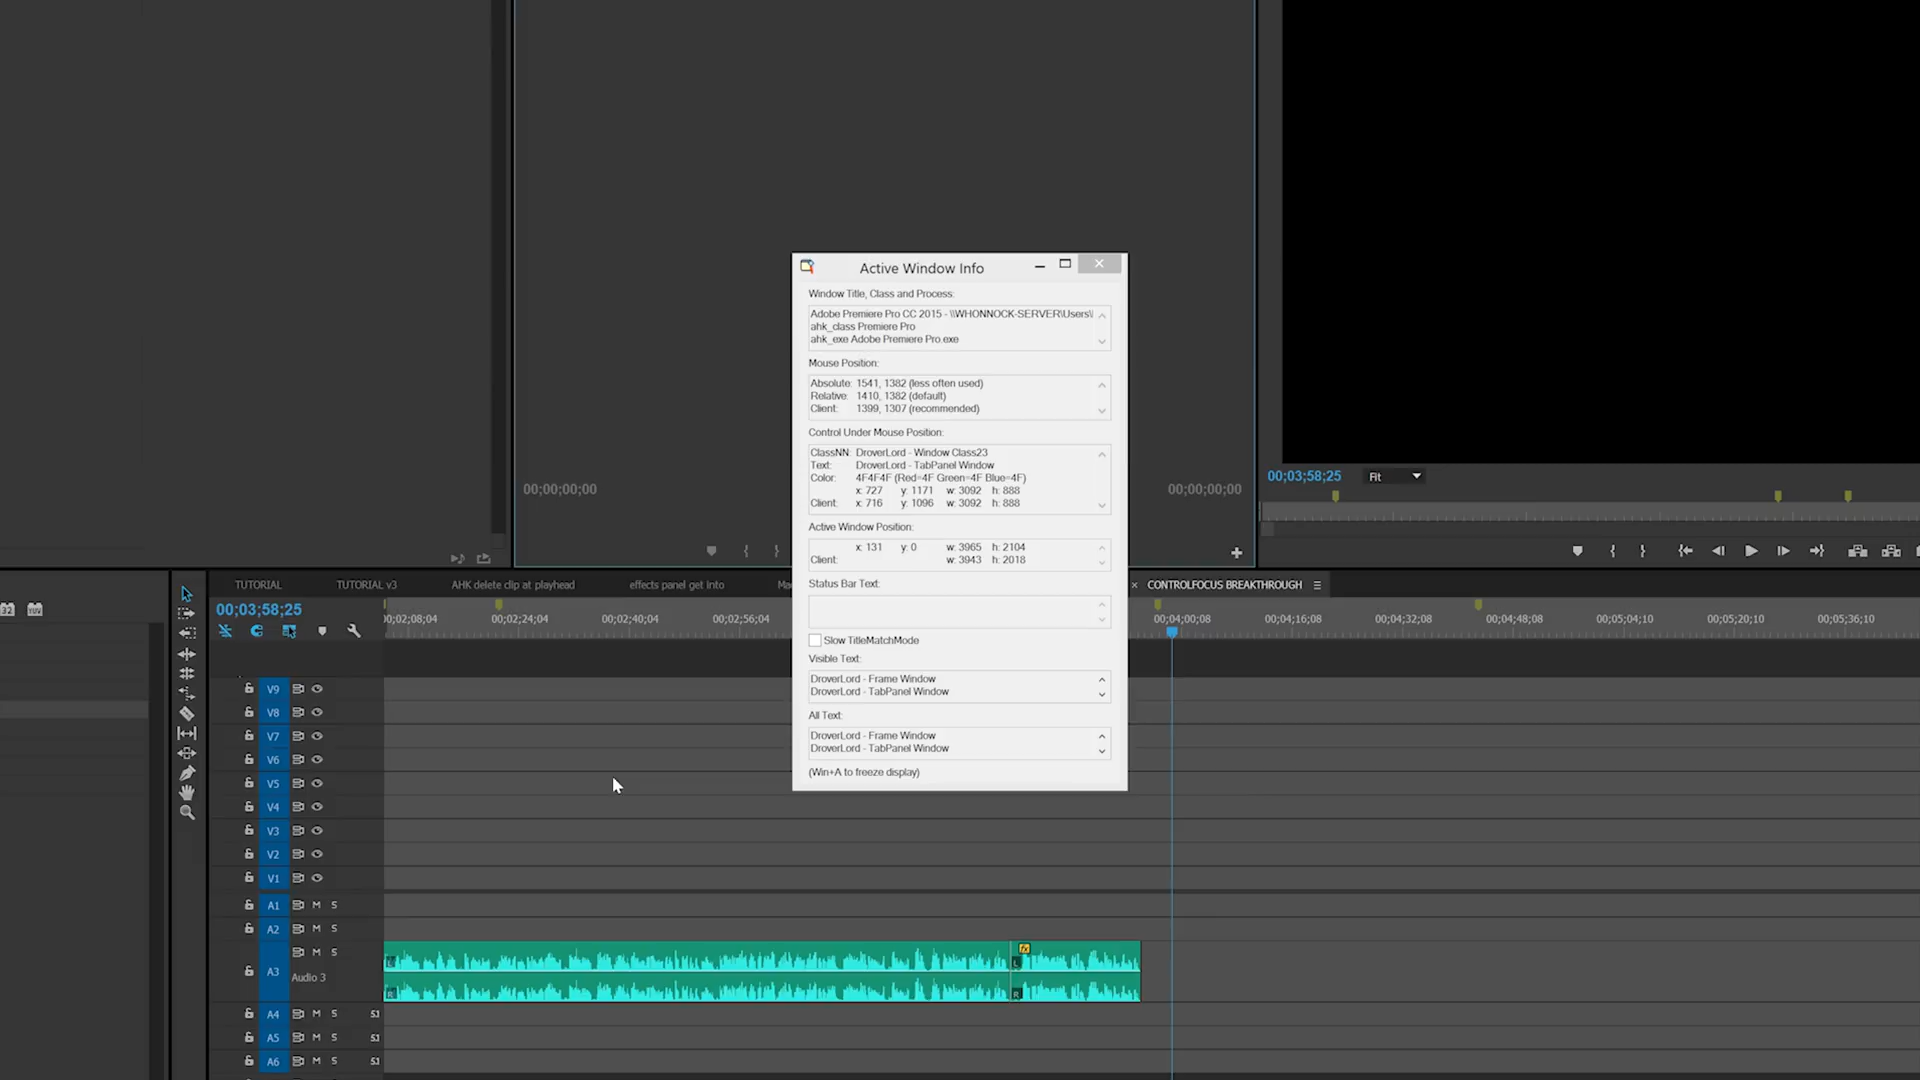 Active Window Info
Window Title, Class and Process:
Adobe Premiere Pro CC 2015 - \\WHONNOCK-SERVER\Users\
ahk_class Premiere Pro
ahk_exe Adobe Premiere Pro.exe
Mouse Position:
Absolute: 1541, 1382 (less often used)
Relative: 1410, 1382 (default)
Client: 1399, 1307 (recommended)
Control Under Mouse Position:
ClassNN: DroverLord - Window Class23
Text: DroverLord - TabPanel Window
Color: 4F4F4F (Red=4F Green=4F Blue=4F)
x: 727 y: 1171 w: 3092 h: 888
Client: x: 716 y: 1096 w: 3092 h: 888
Active Window Position:
x: 131 y: 0 w: 3965 h: 2104
Client: w: 3943 h: 2018
Status Bar Text:
Slow TitleMatchMode
Visible Text:
DroverLord - Frame Window
DroverLord - TabPanel Window
All Text:
DroverLord - Frame Window
DroverLord - TabPanel Window
(Win+A to freeze display)
00;00;00;00 00;00;00;00
00;03;58;25 Fit
TUTORIAL TUTORIAL v3 AHK delete clip at playhead effects panel get into Ma × CONTROLFOCUS BREAKTHROUGH
00;03;58;25
00;02;08;04 00;02;24;04 00;02;40;04 00;02;56;04 00;04;00;08 00;04;16;08 00;04;32;08 00;04;48;08 00;05;04;10 00;05;20;10 00;05;36;10
32 YUV
V9
V8
V7
V6
V5
V4
V3
V2
V1
A1 M S
A2 M S
M S
A3
Audio 3
L L
R R
fx
A4 M S 5.1
A5 M S 5.1
A6 M S 5.1